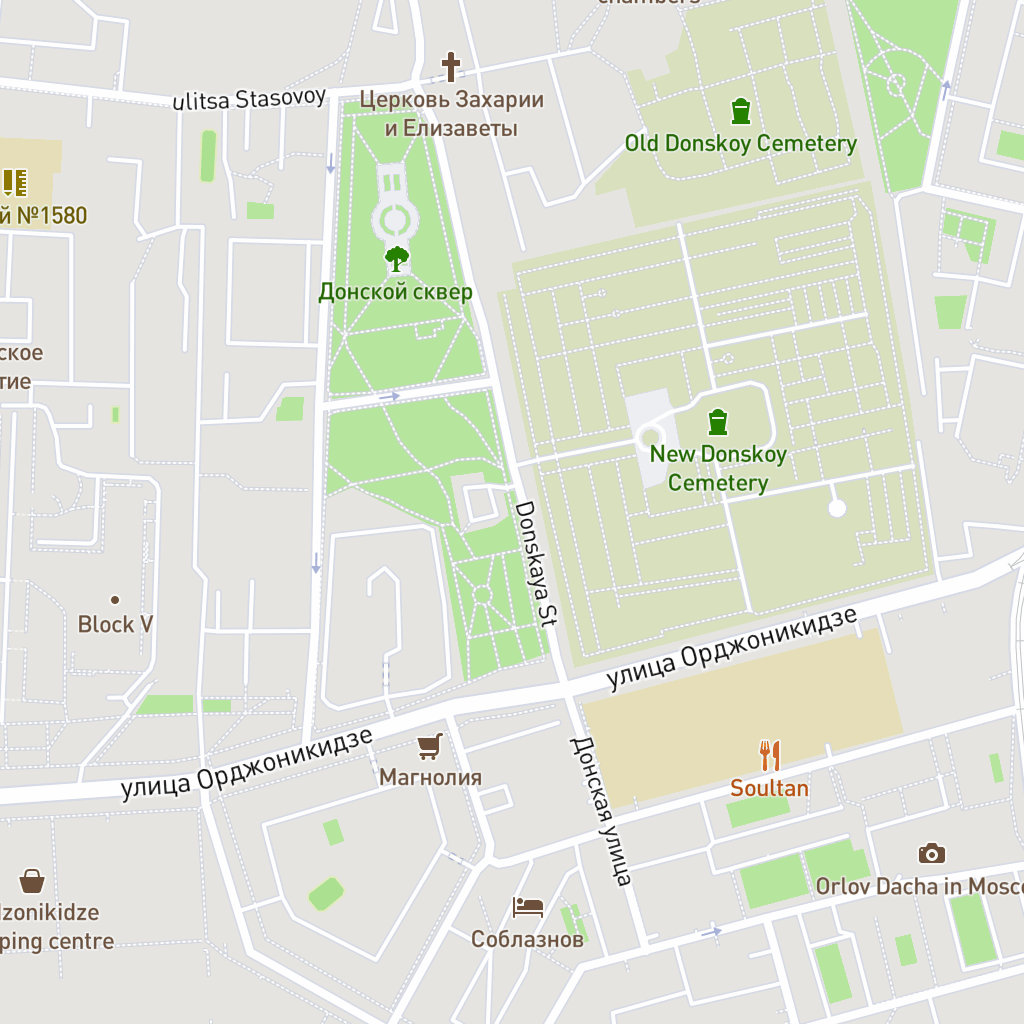 chambers
ulitsa Stasovoy
Церковь Захарии
и Елизаветы
Old Donskoy Cemetery
й №1580
Донской сквер
ское
тие
New Donskoy
Cemetery
Donskaya St
Block V
улица Орджоникидзе
улица Орджоникидзе
Донская улица
Магнолия
Soultan
Orlov Dacha in Mosco
dzonikidze
ping centre
Соблазнов